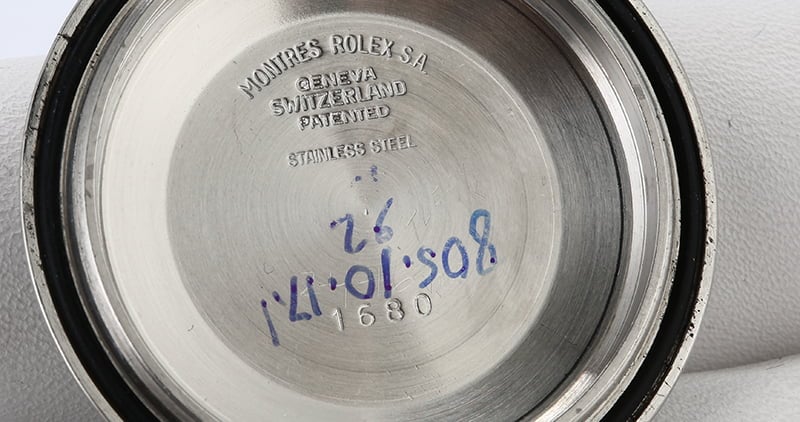 MONTRES ROLEX S.A.
GENEVA
SWITZERLAND
PATENTED
STAINLESS STEEL
1680